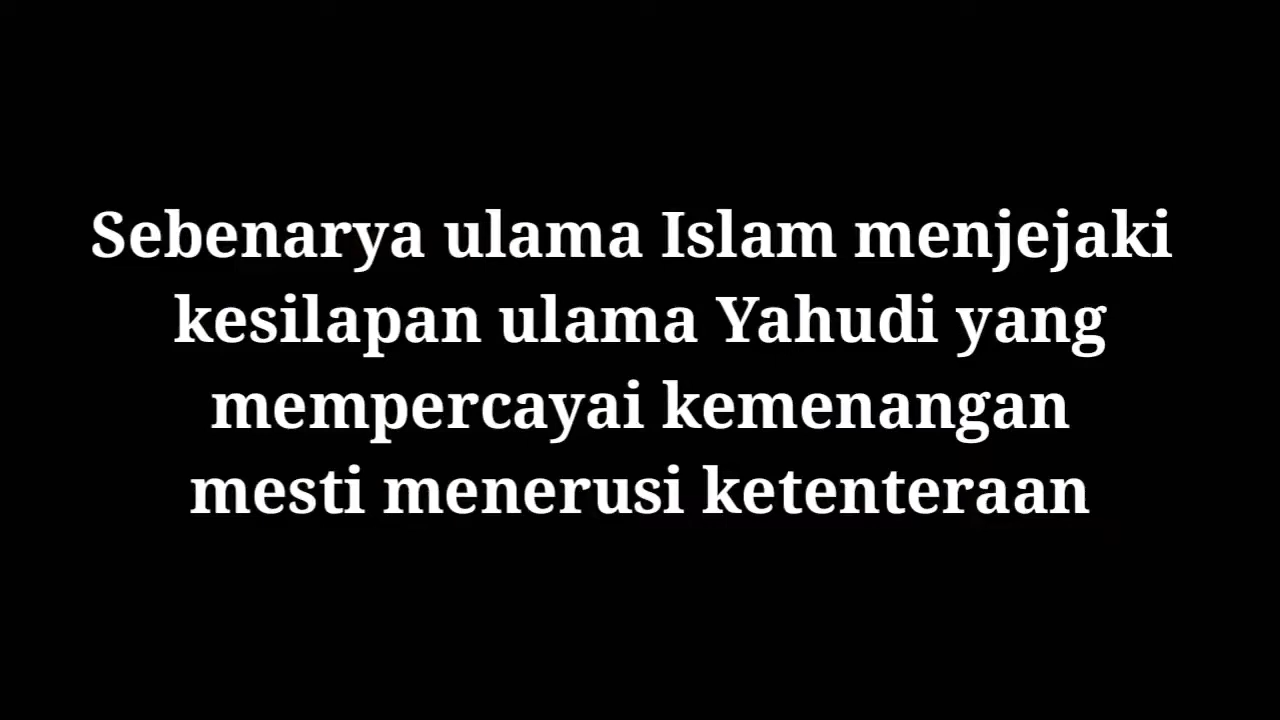 Sebenarya ulama Islam menjejaki
kesilapan ulama Yahudi yang
mempercayai kemenangan
mesti menerusi ketenteraan